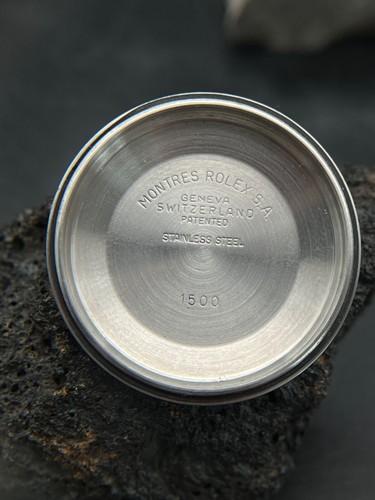 MONTRES ROLEX S.A.
GENEVA
SWITZERLAND
PATENTED
STAINLESS STEEL
1500